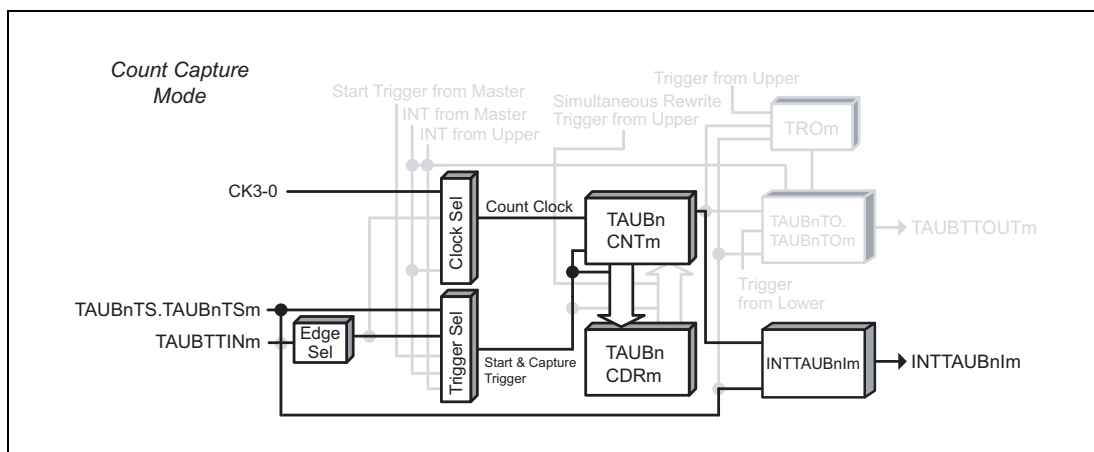 Count Capture
Mode
Trigger from Upper
Start Trigger from Master
Simultaneous Rewrite
Trigger from Upper
INT from Master
INT from Upper
TROm
CK3-0
Clock Sel
Count Clock
TAUBn
CNTm
TAUBnTO.
TAUBnTOm
TAUBTTOUTm
Trigger
from Lower
TAUBnTS.TAUBnTSm
TAUBTTINm
Edge
Sel
Trigger Sel
Start & Capture
Trigger
TAUBn
CDRm
INTTAUBnIm
INTTAUBnIm